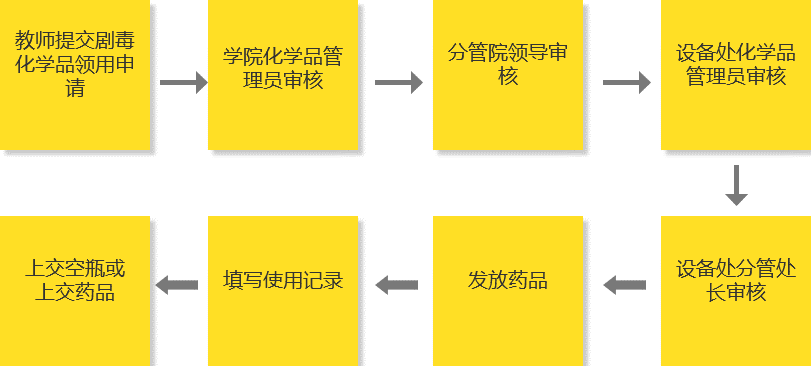 教师提交剧毒
化学品领用申
请
学院化学品管
理员审核
分管院领导审
核
设备处化学品
管理员审核
设备处分管处
长审核
发放药品
填写使用记录
上交空瓶或
上交药品